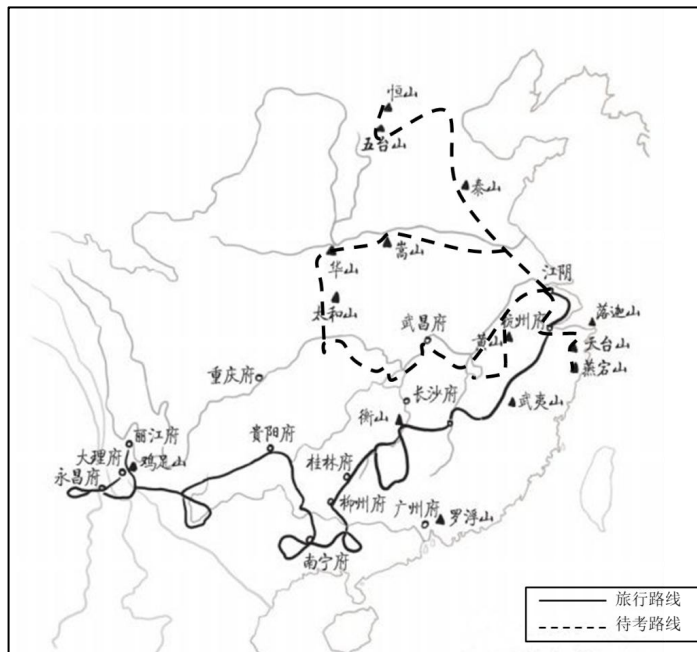 恒山
五台山
泰山
嵩山
华山
太和山
江阴
武昌府
黄山
杭州府
落迦山
天台山
燕宕山
重庆府
长沙府
武夷山
衡山
丽江府
贵阳府
大理府
鸡足山
桂林府
永昌府
柳州府
广州府
罗浮山
南宁府
旅行路线
待考路线